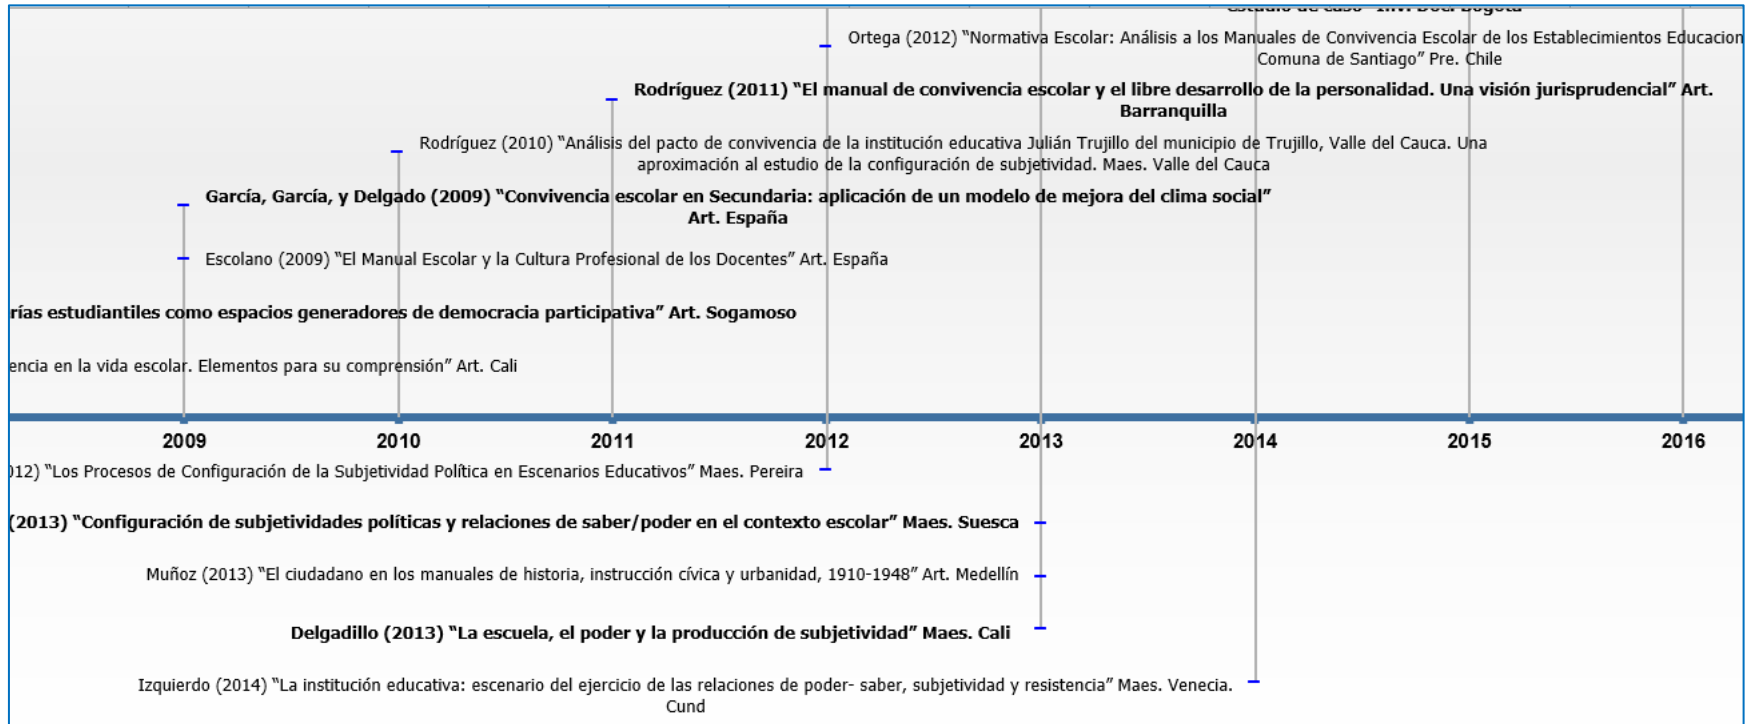 Estudio de caso" Inv. Doc. Bogotá
Ortega (2012) “Normativa Escolar: Análisis a los Manuales de Convivencia Escolar de los Establecimientos Educacion
Comuna de Santiago” Pre. Chile
Rodríguez (2011) “El manual de convivencia escolar y el libre desarrollo de la personalidad. Una visión jurisprudencial” Art.
Barranquilla
Rodríguez (2010) “Análisis del pacto de convivencia de la institución educativa Julián Trujillo del municipio de Trujillo, Valle del Cauca. Una
aproximación al estudio de la configuración de subjetividad. Maes. Valle del Cauca
García, García, y Delgado (2009) “Convivencia escolar en Secundaria: aplicación de un modelo de mejora del clima social”
Art. España
Escolano (2009) “El Manual Escolar y la Cultura Profesional de los Docentes” Art. España
rías estudiantiles como espacios generadores de democracia participativa” Art. Sogamoso
encia en la vida escolar. Elementos para su comprensión” Art. Cali
2009 2010 2011 2012 2013 2014 2015 2016
012) “Los Procesos de Configuración de la Subjetividad Política en Escenarios Educativos” Maes. Pereira
(2013) “Configuración de subjetividades políticas y relaciones de saber/poder en el contexto escolar” Maes. Suesca
Muñoz (2013) “El ciudadano en los manuales de historia, instrucción cívica y urbanidad, 1910-1948” Art. Medellín
Delgadillo (2013) “La escuela, el poder y la producción de subjetividad” Maes. Cali
Izquierdo (2014) “La institución educativa: escenario del ejercicio de las relaciones de poder- saber, subjetividad y resistencia” Maes. Venecia.
Cund